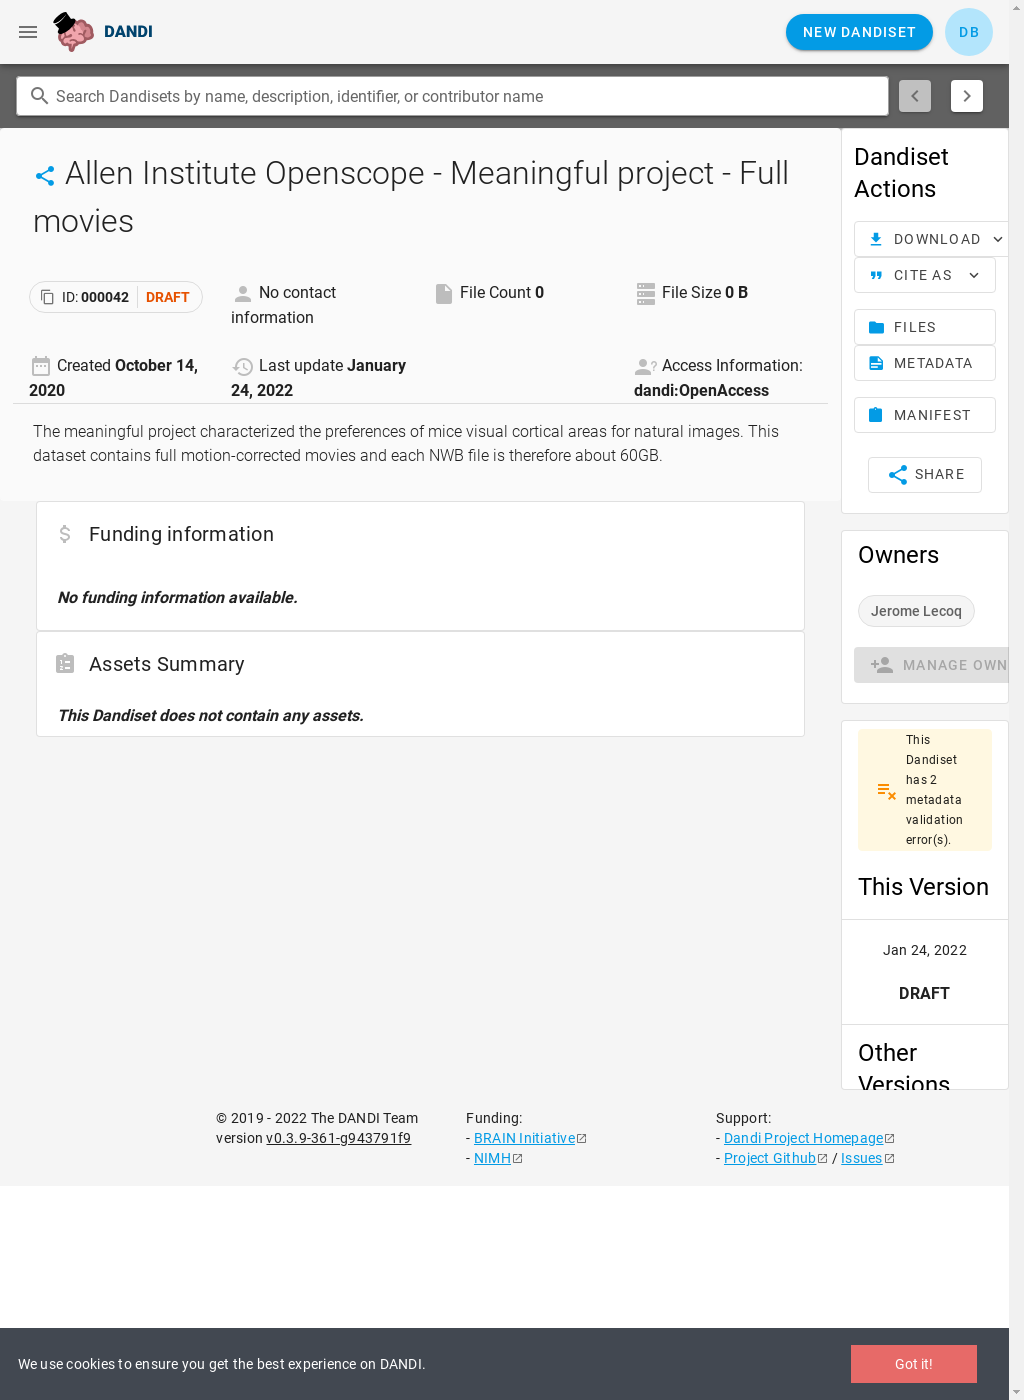 DANDI
NEW DANDISET
DB
Search Dandisets by name, description, identifier, or contributor name
Allen Institute Openscope - Meaningful project - Full
movies
ID: 000042 DRAFT
No contact
information
File Count 0
File Size 0 B
Created October 14,
2020
Last update January
24, 2022
Access Information:
dandi:OpenAccess
The meaningful project characterized the preferences of mice visual cortical areas for natural images. This
dataset contains full motion-corrected movies and each NWB file is therefore about 60GB.
Funding information
No funding information available.
Assets Summary
This Dandiset does not contain any assets.
Dandiset
Actions
DOWNLOAD
CITE AS
FILES
METADATA
MANIFEST
SHARE
Owners
Jerome Lecoq
MANAGE OWN
This
Dandiset
has 2
metadata
validation
error(s).
This Version
Jan 24, 2022
DRAFT
Other
Versions
© 2019 - 2022 The DANDI Team
version v0.3.9-361-g943791f9
Funding:
- BRAIN Initiative
- NIMH
Support:
- Dandi Project Homepage
- Project Github / Issues
We use cookies to ensure you get the best experience on DANDI.
Got it!